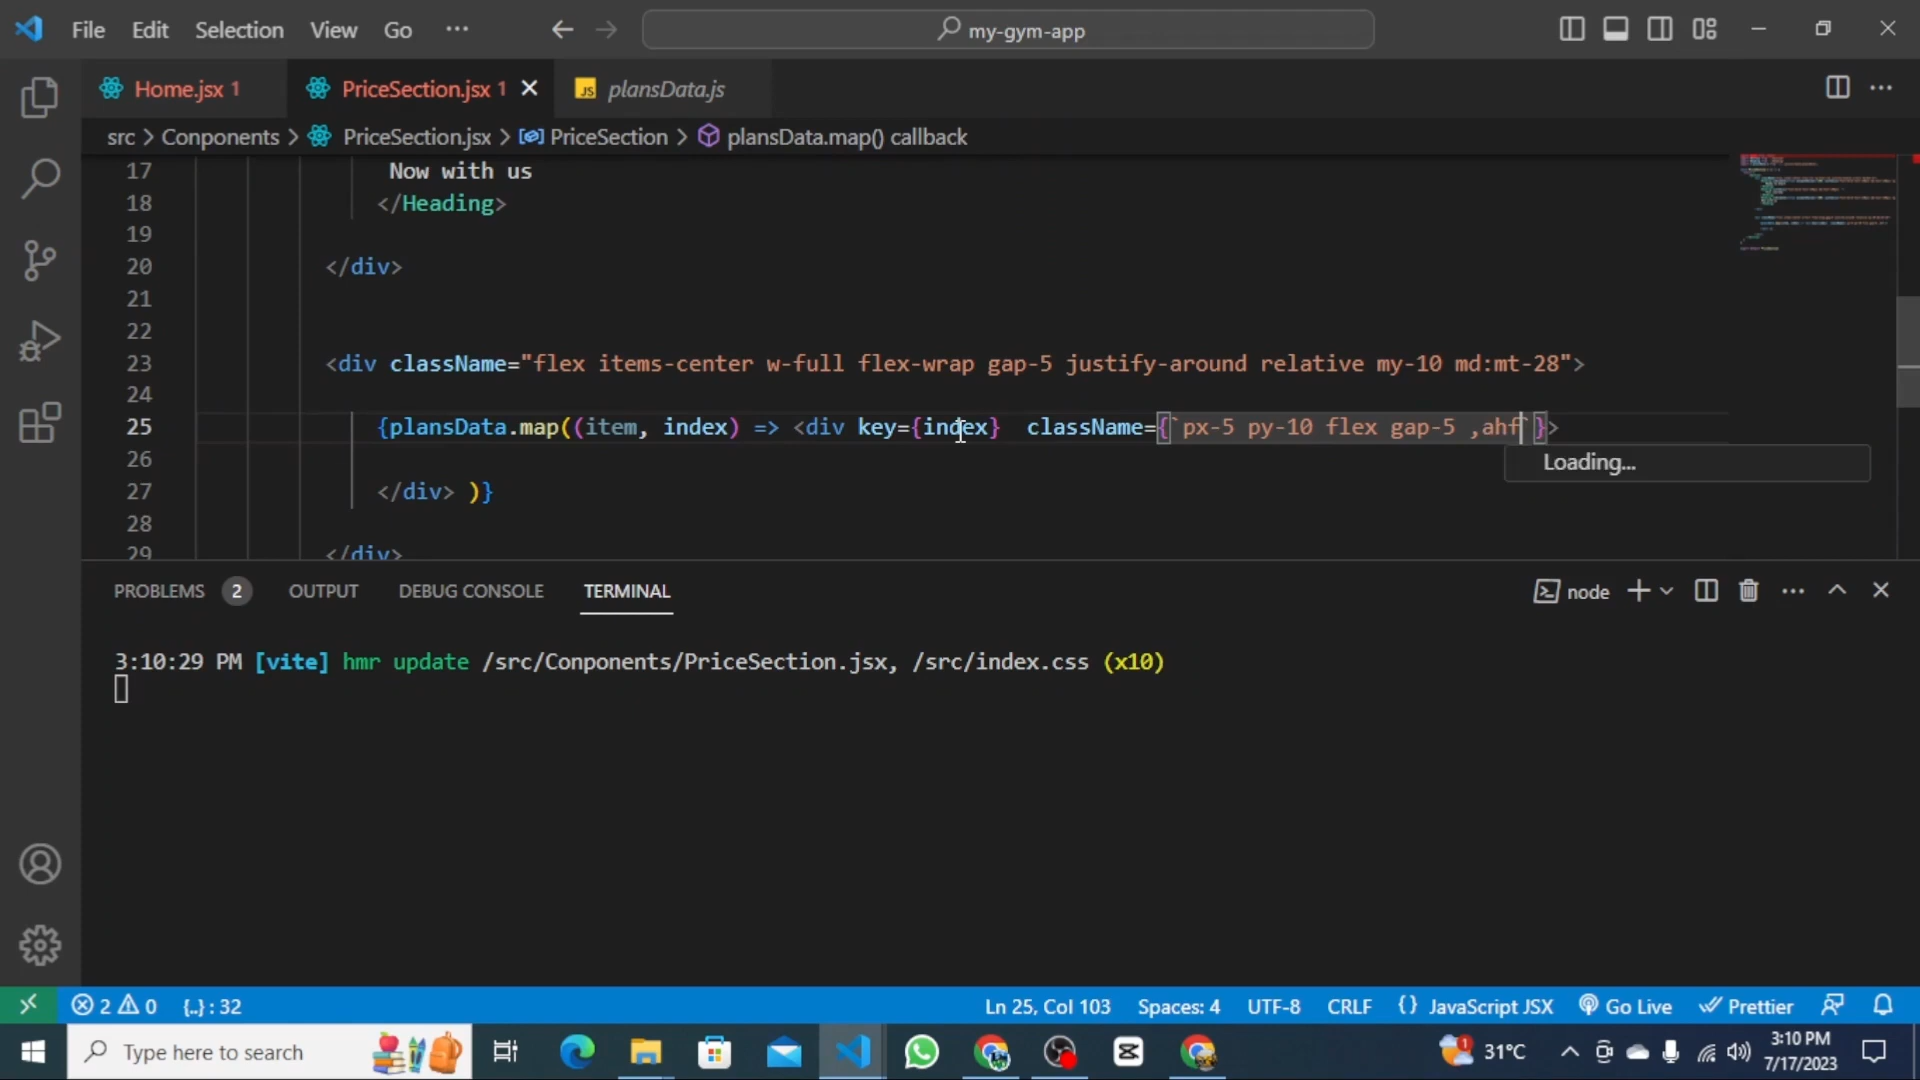 File Edit Selection View Go ··· my-gym-app
Home.jsx 1 PriceSection.jsx 1 JS plansData.js
src > Conponents > PriceSection.jsx > PriceSection > plansData.map() callback
17 Now with us
18 </Heading>
19
20 </div>
21
22
23 <div className="flex items-center w-full flex-wrap gap-5 justify-around relative my-10 md:mt-28">
24
25 {plansData.map((item, index) => <div key={index} className={`px-5 py-10 flex gap-5 ,ahf`}>
26 Loading...
27 </div> )}
28
29 </div>
PROBLEMS 2 OUTPUT DEBUG CONSOLE TERMINAL node
3:10:29 PM [vite] hmr update /src/Conponents/PriceSection.jsx, /src/index.css (x10)
2 0 {..} : 32 Ln 25, Col 103 Spaces: 4 UTF-8 CRLF {} JavaScript JSX Go Live Prettier
Type here to search 1 31°C 3:10 PM
7/17/2023